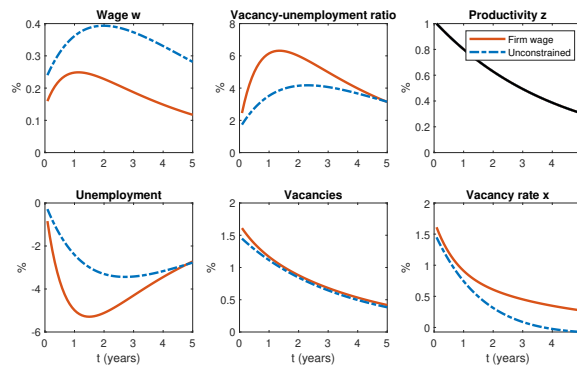 Wage w
Vacancy-unemployment ratio
Productivity z
%
0.4
0.3
0.2
0.1
0
0 1 2 3 4 5
%
8
6
4
2
0
0 1 2 3 4 5
%
1
0.8
0.6
0.4
0.2
0
0 1 2 3 4
Firm wage
Unconstrained
Unemployment
Vacancies
Vacancy rate x
%
0
-2
-4
-6
0 1 2 3 4 5
t (years)
%
2
1.5
1
0.5
0
0 1 2 3 4 5
t (years)
%
1.5
1
0.5
0
0 1 2 3 4
t (years)